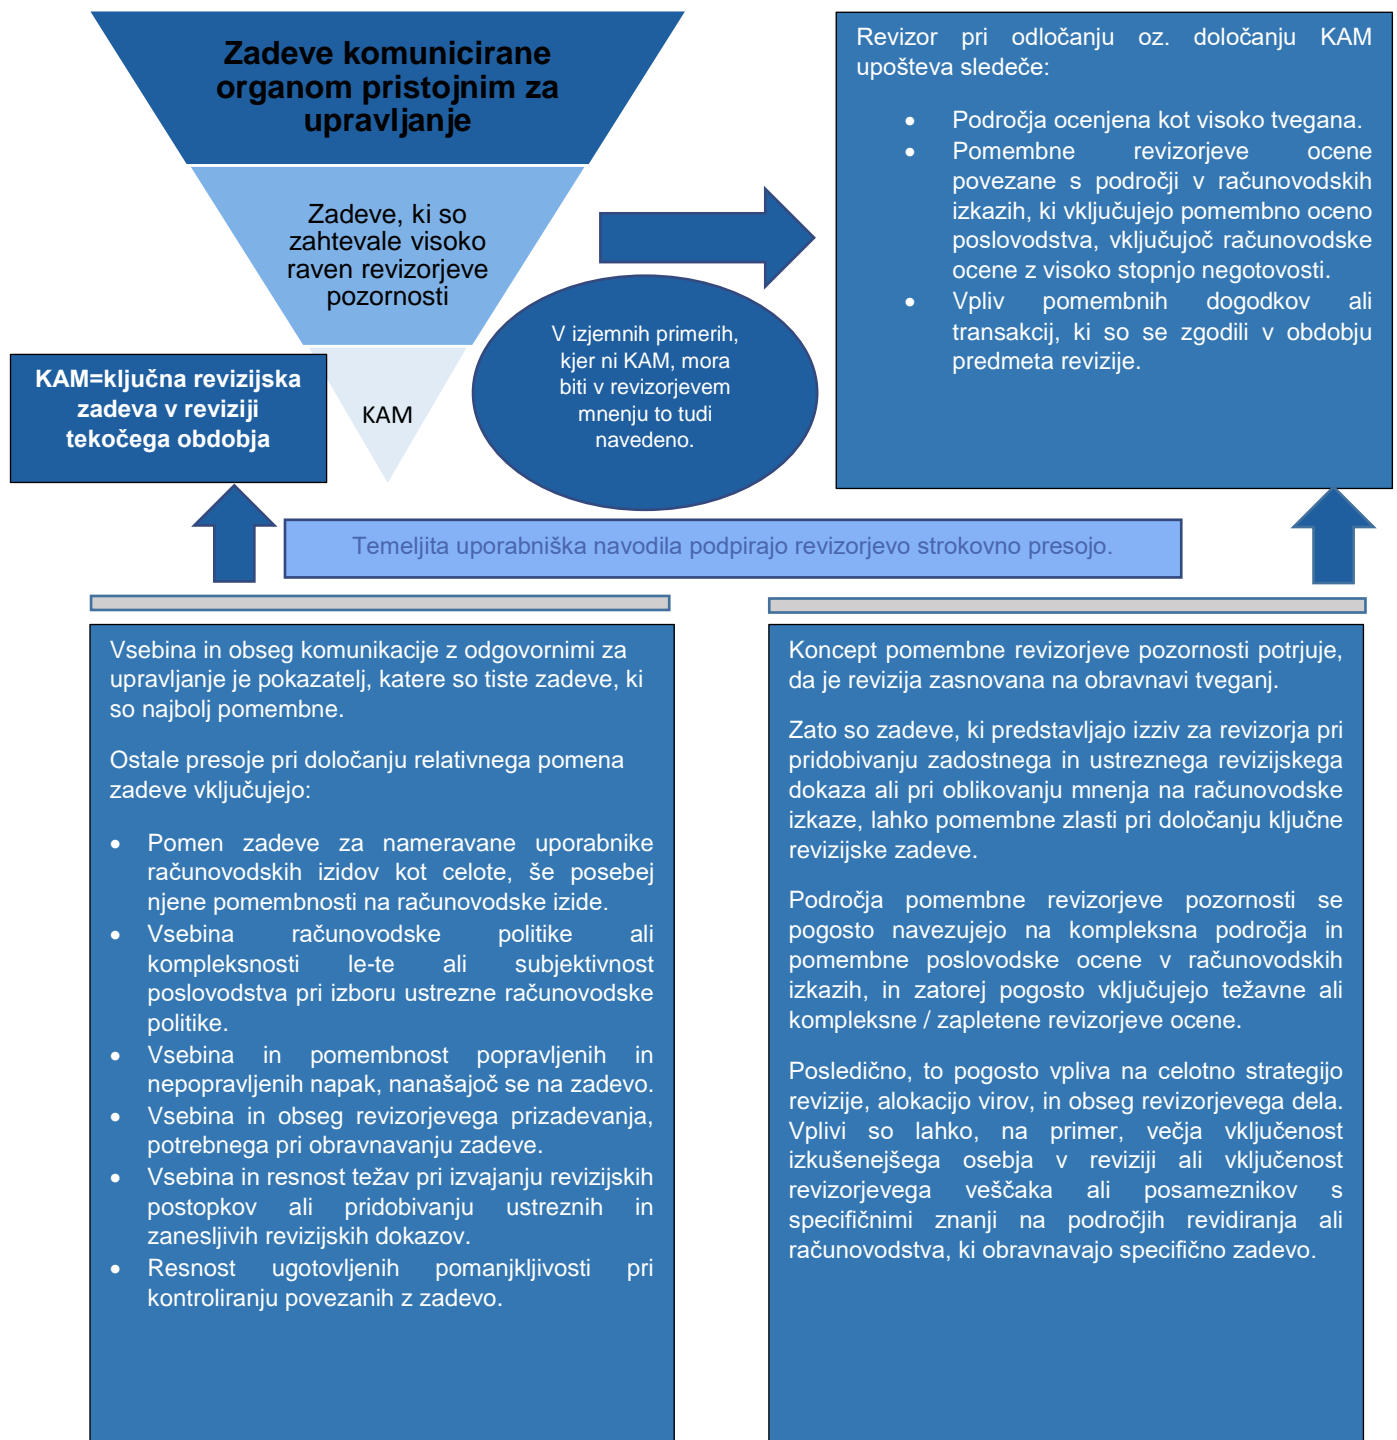 Zadeve komunicirane
organom pristojnim za
upravljanje
Zadeve, ki so
zahtevale visoko
raven revizorjeve
pozornosti
KAM
KAM=ključna revizijska
zadeva v reviziji
tekočega obdobja
V izjemnih primerih,
kjer ni KAM, mora
biti v revizorjevem
mnenju to tudi
navedeno.
Revizor pri odločanju oz. določanju KAM
upošteva sledeče:
• Področja ocenjena kot visoko tvegana.
• Pomembne revizorjeve ocene
povezane s področji v računovodskih
izkazih, ki vključujejo pomembno oceno
poslovodstva, vključujoč računovodske
ocene z visoko stopnjo negotovosti.
• Vpliv pomembnih dogodkov ali
transakcij, ki so se zgodili v obdobju
predmeta revizije.
Temeljita uporabniška navodila podpirajo revizorjevo strokovno presojo.
Vsebina in obseg komunikacije z odgovornimi za
upravljanje je pokazatelj, katere so tiste zadeve, ki
so najbolj pomembne.
Ostale presoje pri določanju relativnega pomena
zadeve vključujejo:
• Pomen zadeve za nameravane uporabnike
računovodskih izidov kot celote, še posebej
njene pomembnosti na računovodske izide.
• Vsebina računovodske politike ali
kompleksnosti le-te ali subjektivnost
poslovodstva pri izboru ustrezne računovodske
politike.
• Vsebina in pomembnost popravljenih in
nepopravljenih napak, nanašajoč se na zadevo.
• Vsebina in obseg revizorjevega prizadevanja,
potrebnega pri obravnavanju zadeve.
• Vsebina in resnost težav pri izvajanju revizijskih
postopkov ali pridobivanju ustreznih in
zanesljivih revizijskih dokazov.
• Resnost ugotovljenih pomanjkljivosti pri
kontroliranju povezanih z zadevo.
Koncept pomembne revizorjeve pozornosti potrjuje,
da je revizija zasnovana na obravnavi tveganj.
Zato so zadeve, ki predstavljajo izziv za revizorja pri
pridobivanju zadostnega in ustreznega revizijskega
dokaza ali pri oblikovanju mnenja na računovodske
izkaze, lahko pomembne zlasti pri določanju ključne
revizijske zadeve.
Področja pomembne revizorjeve pozornosti se
pogosto navezujejo na kompleksna področja in
pomembne poslovodske ocene v računovodskih
izkazih, in zatorej pogosto vključujejo težavne ali
kompleksne / zapletene revizorjeve ocene.
Posledično, to pogosto vpliva na celotno strategijo
revizije, alokacijo virov, in obseg revizorjevega dela.
Vplivi so lahko, na primer, večja vključenost
izkušenejšega osebja v reviziji ali vključenost
revizorjevega veščaka ali posameznikov s
specifičnimi znanji na področjih revidiranja ali
računovodstva, ki obravnavajo specifično zadevo.